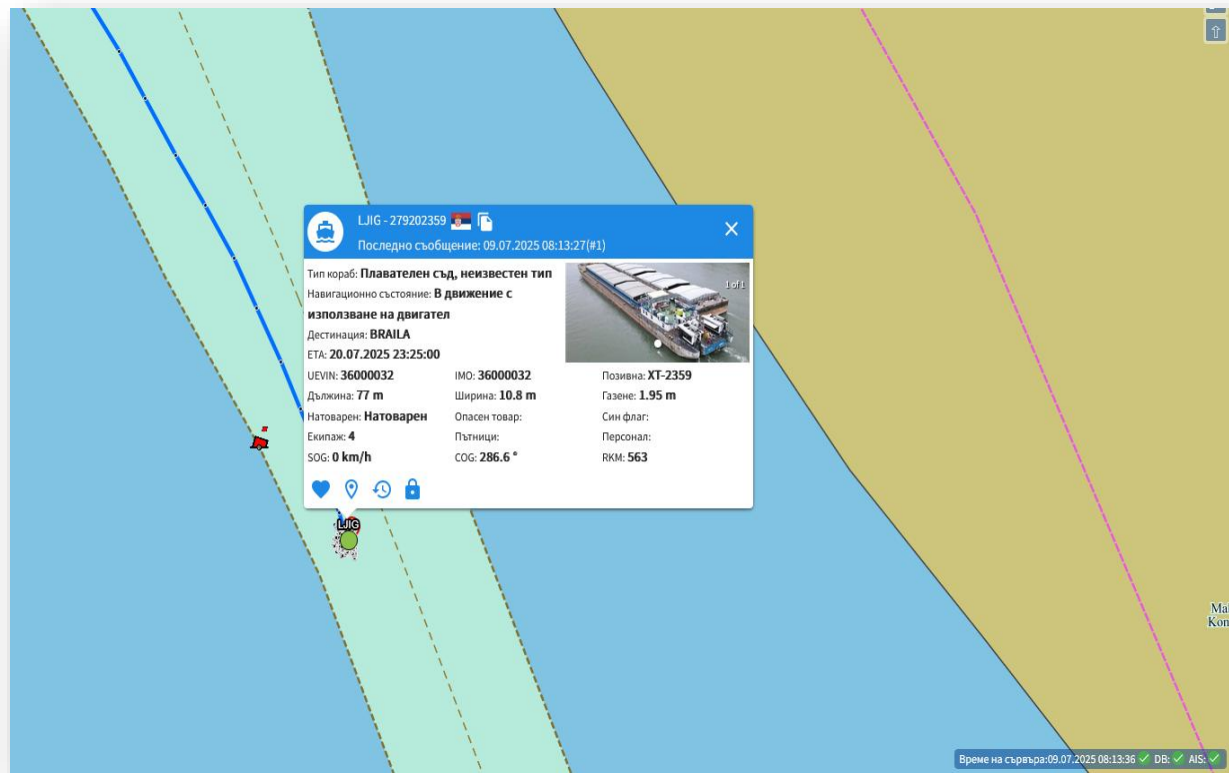 LJIG - 279202359
Последно съобщение: 09.07.2025 08:13:27(#1)
Тип кораб: Плавателен съд, неизвестен тип
Навигационно състояние: В движение с
използване на двигател
Дестинация: BRAILA
ETA: 20.07.2025 23:25:00
1 of 1
UEVIN: 36000032 IMO: 36000032 Позивна: XT-2359
Дължина: 77 m Ширина: 10.8 m Газене: 1.95 m
Натоварен: Натоварен Опасен товар: Син флаг:
Екипаж: 4 Пътници: Персонал:
SOG: 0 km/h COG: 286.6 ° RKM: 563
LJIG
Време на сървъра:09.07.2025 08:13:36 DB: AIS: